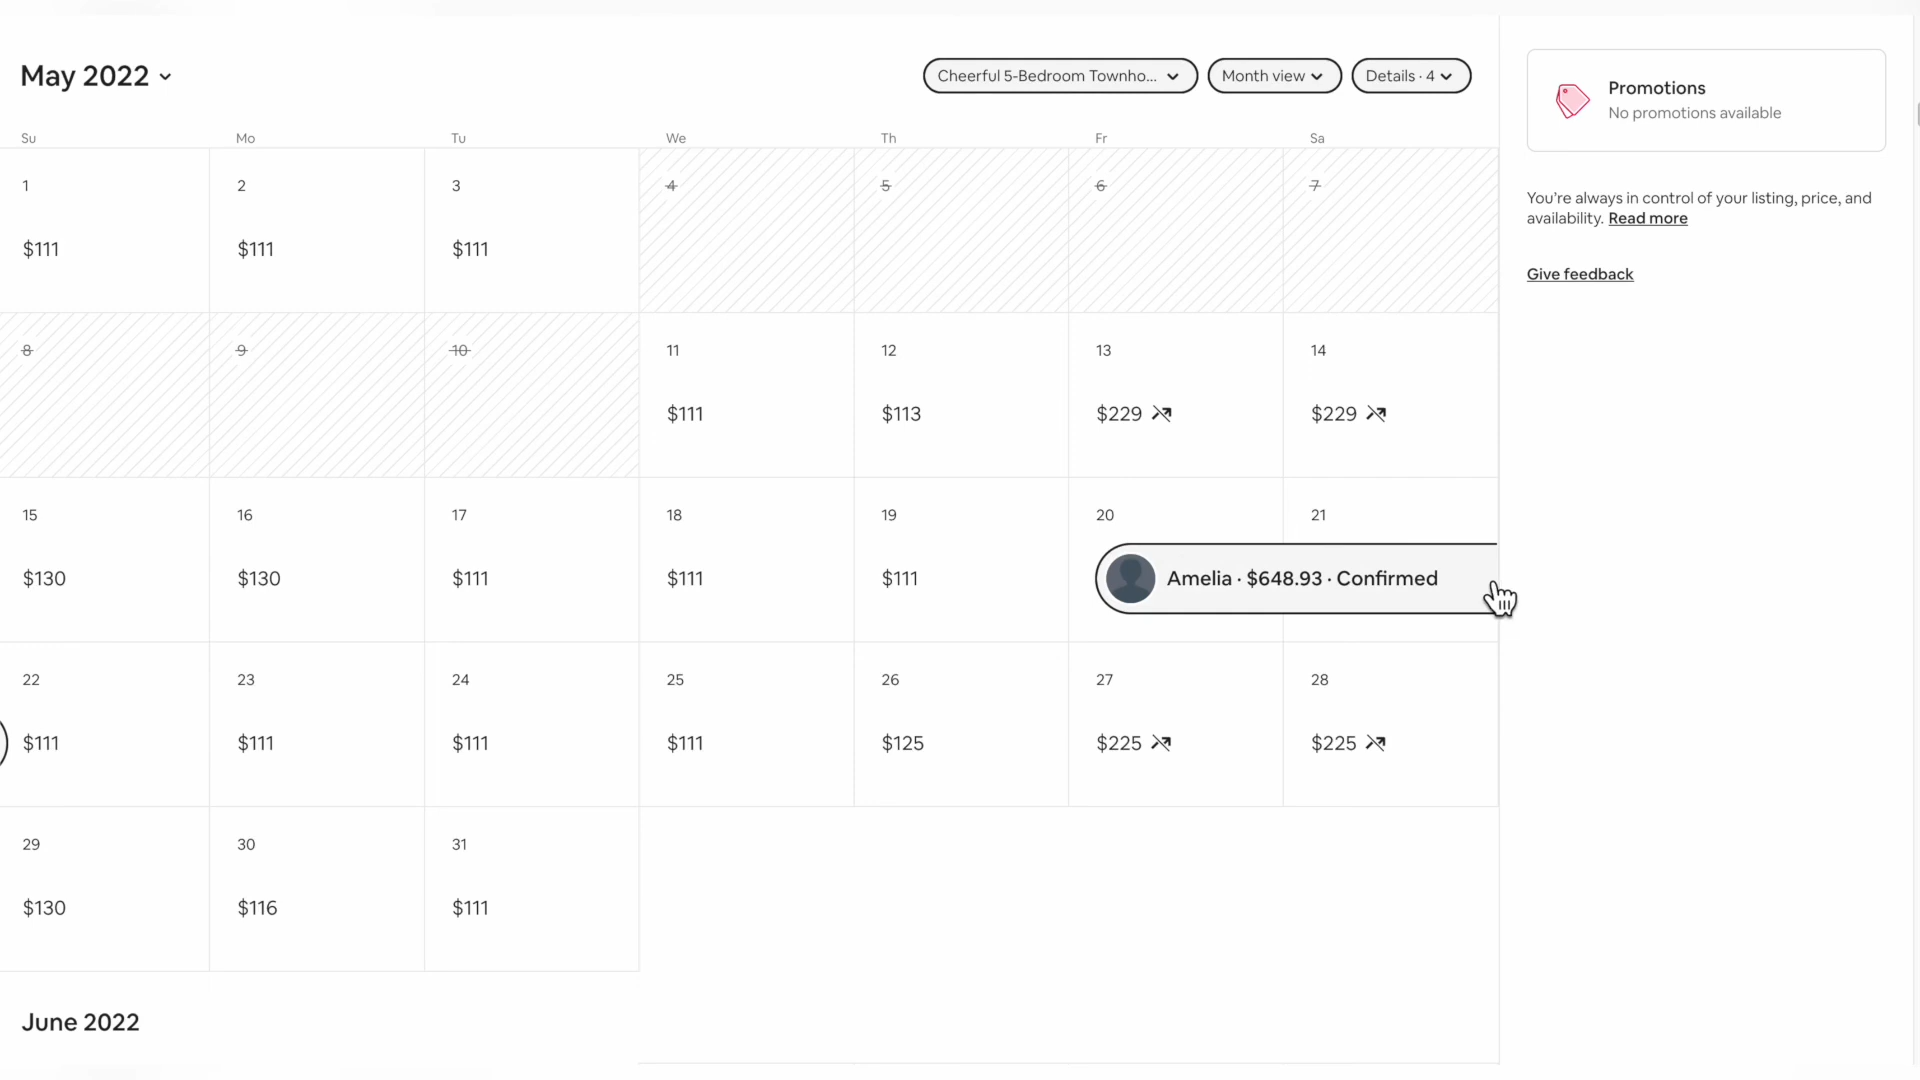 May 2022
Cheerful 5-Bedroom Townho...
Month view
Details · 4
Su Mo Tu We Th Fr Sa
1 2 3 4 5 6 7
$111 $111 $111
8 9 10 11 12 13 14
$111 $113 $229 $229
15 16 17 18 19 20 21
$130 $130 $111 $111 $111 Amelia · $648.93 · Confirmed
22 23 24 25 26 27 28
$111 $111 $111 $111 $125 $225 $225
29 30 31
$130 $116 $111
June 2022
Promotions
No promotions available
You’re always in control of your listing, price, and
availability. Read more
Give feedback